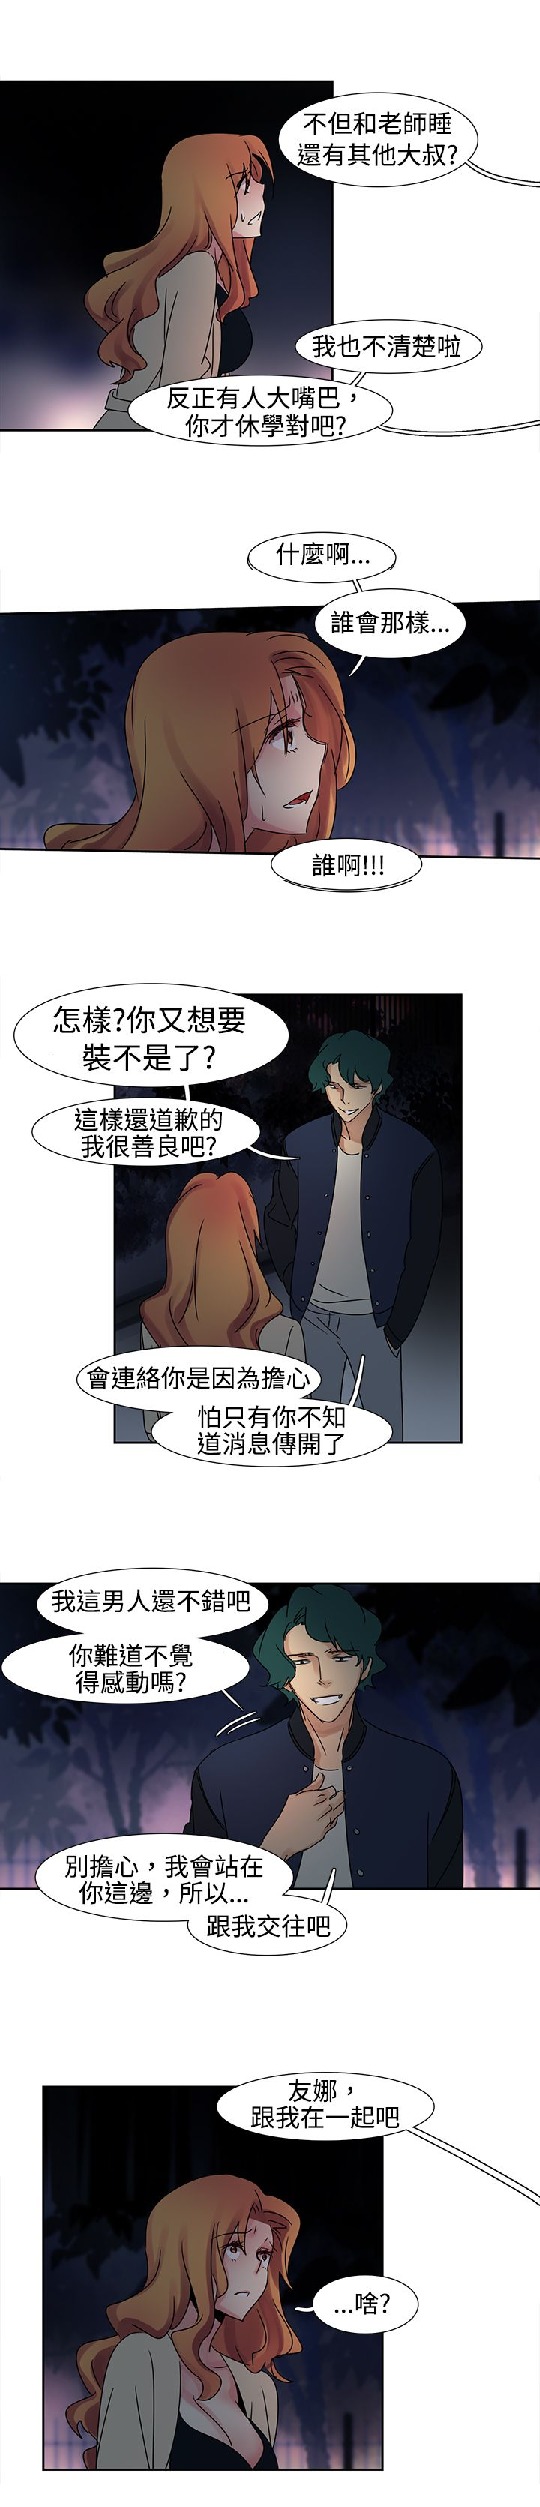 不但和老師睡
還有其他大叔?
我也不清楚啦
反正有人大嘴巴，
你才休學對吧?
什麼啊...
誰會那樣...
誰啊!!!
怎樣?你又想要
裝不是了?
這樣還道歉的
我很善良吧?
會連絡你是因為擔心
怕只有你不知
道消息傳開了
我這男人還不錯吧
你難道不覺
得感動嗎?
別擔心，我會站在
你這邊，所以...
跟我交往吧
友娜，
跟我在一起吧
...啥?